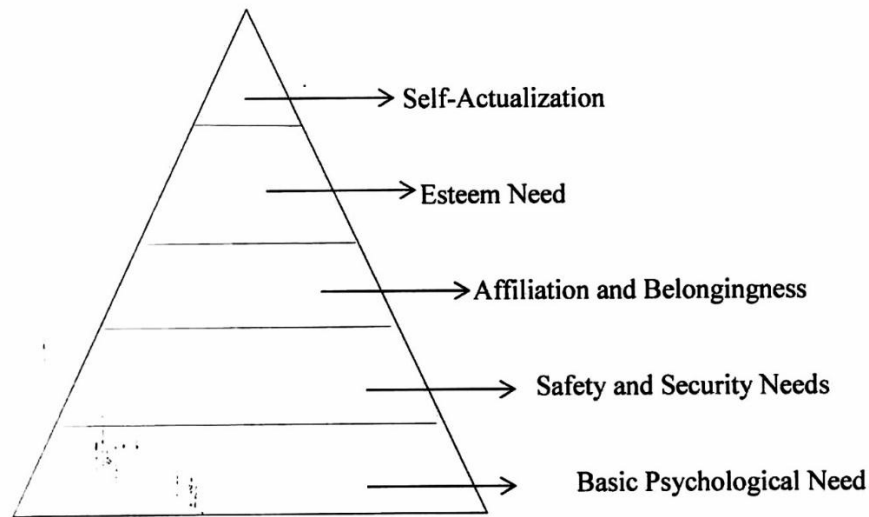 Self-Actualization
Esteem Need
Affiliation and Belongingness
Safety and Security Needs
Basic Psychological Need